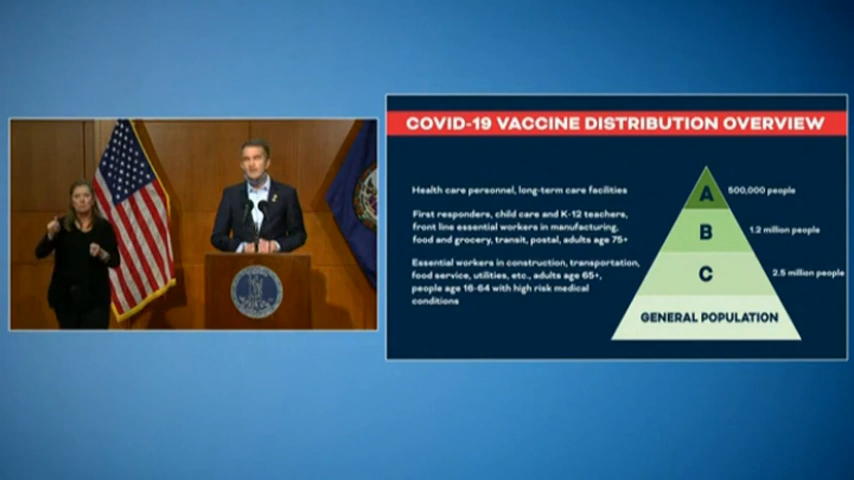 COVID-19 VACCINE DISTRIBUTION OVERVIEW
Health care personnel, long-term care facilities
First responders, child care and K-12 teachers,
front line essential workers in manufacturing,
food and grocery, transit, postal, adults age 75+
Essential workers in construction, transportation,
food service, utilities, etc., adults age 65+,
people age 16-64 with high risk medical
conditions
A
500,000 people
B
1.2 million people
C
2.5 million people
GENERAL POPULATION